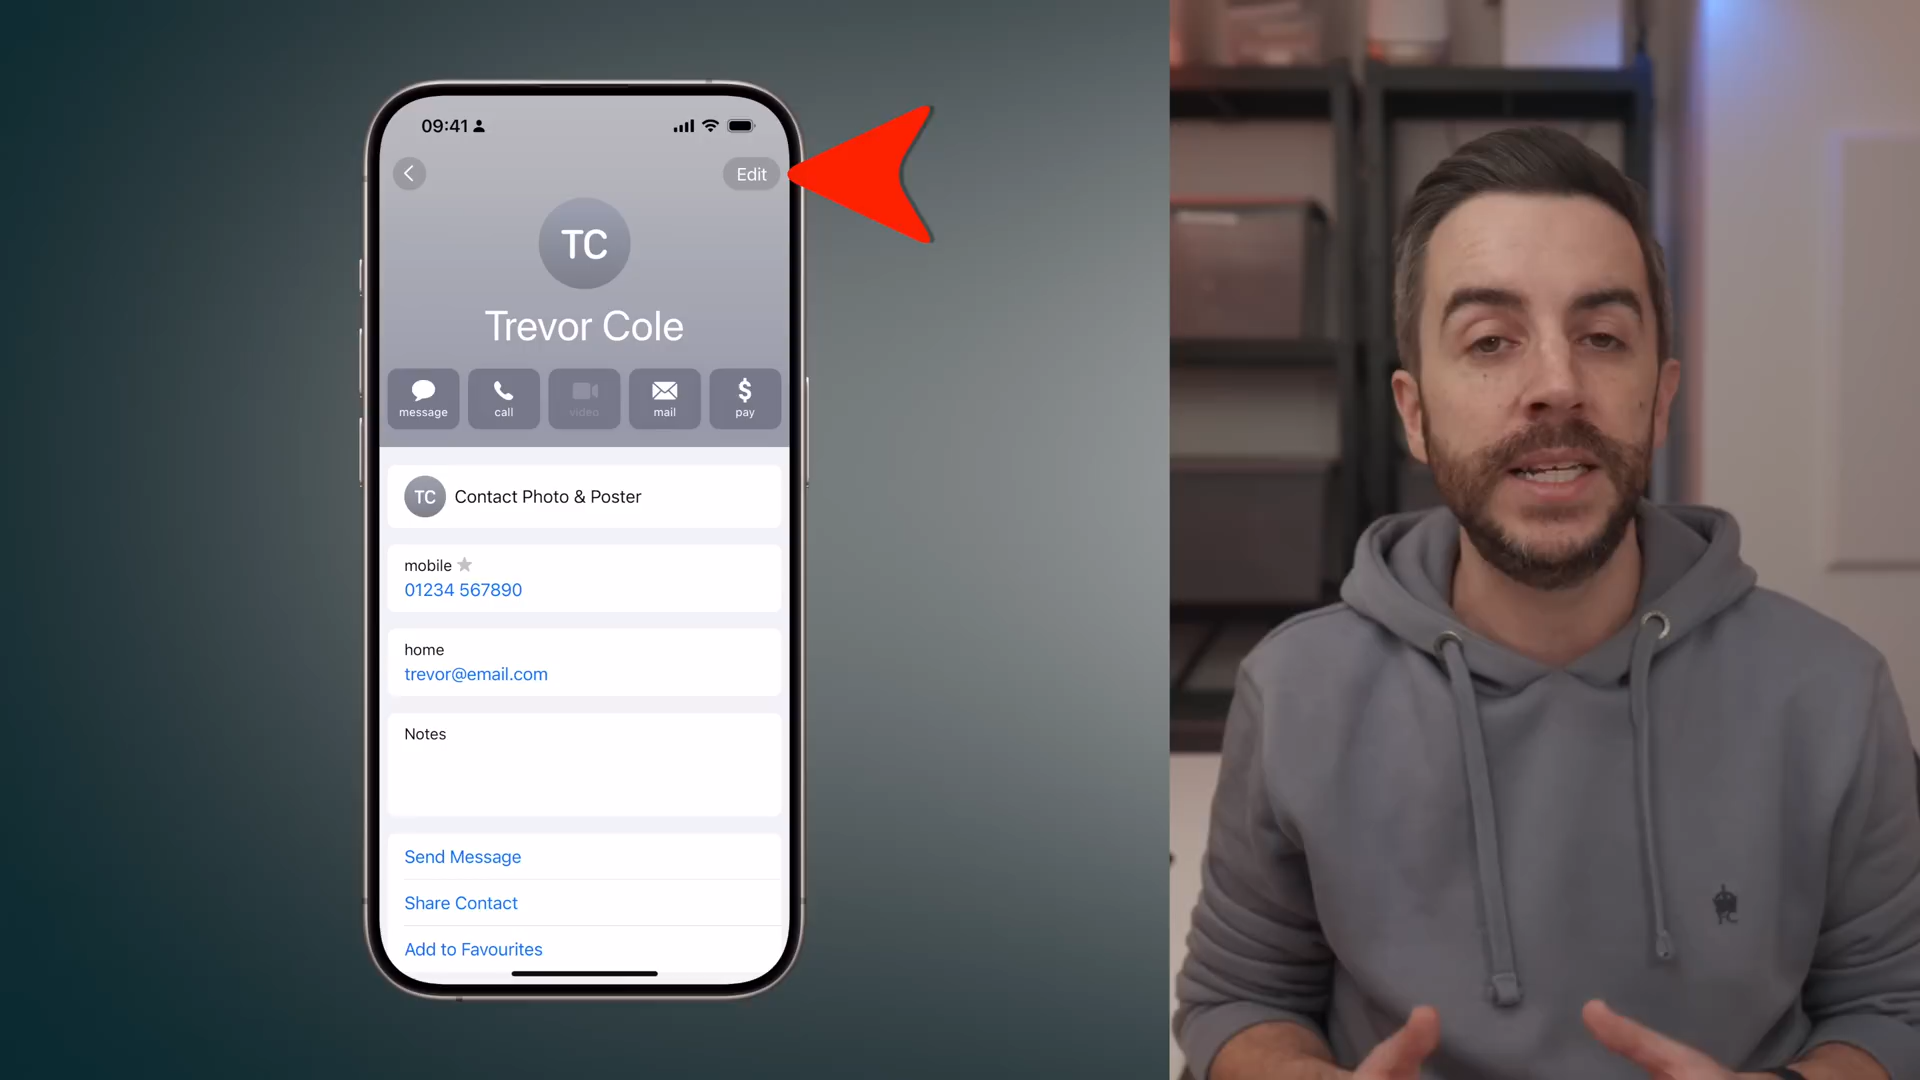 09:41
Edit
TC
Trevor Cole
message
call
video
mail
pay
TC
Contact Photo & Poster
mobile
01234 567890
home
trevor@email.com
Notes
Send Message
Share Contact
Add to Favourites